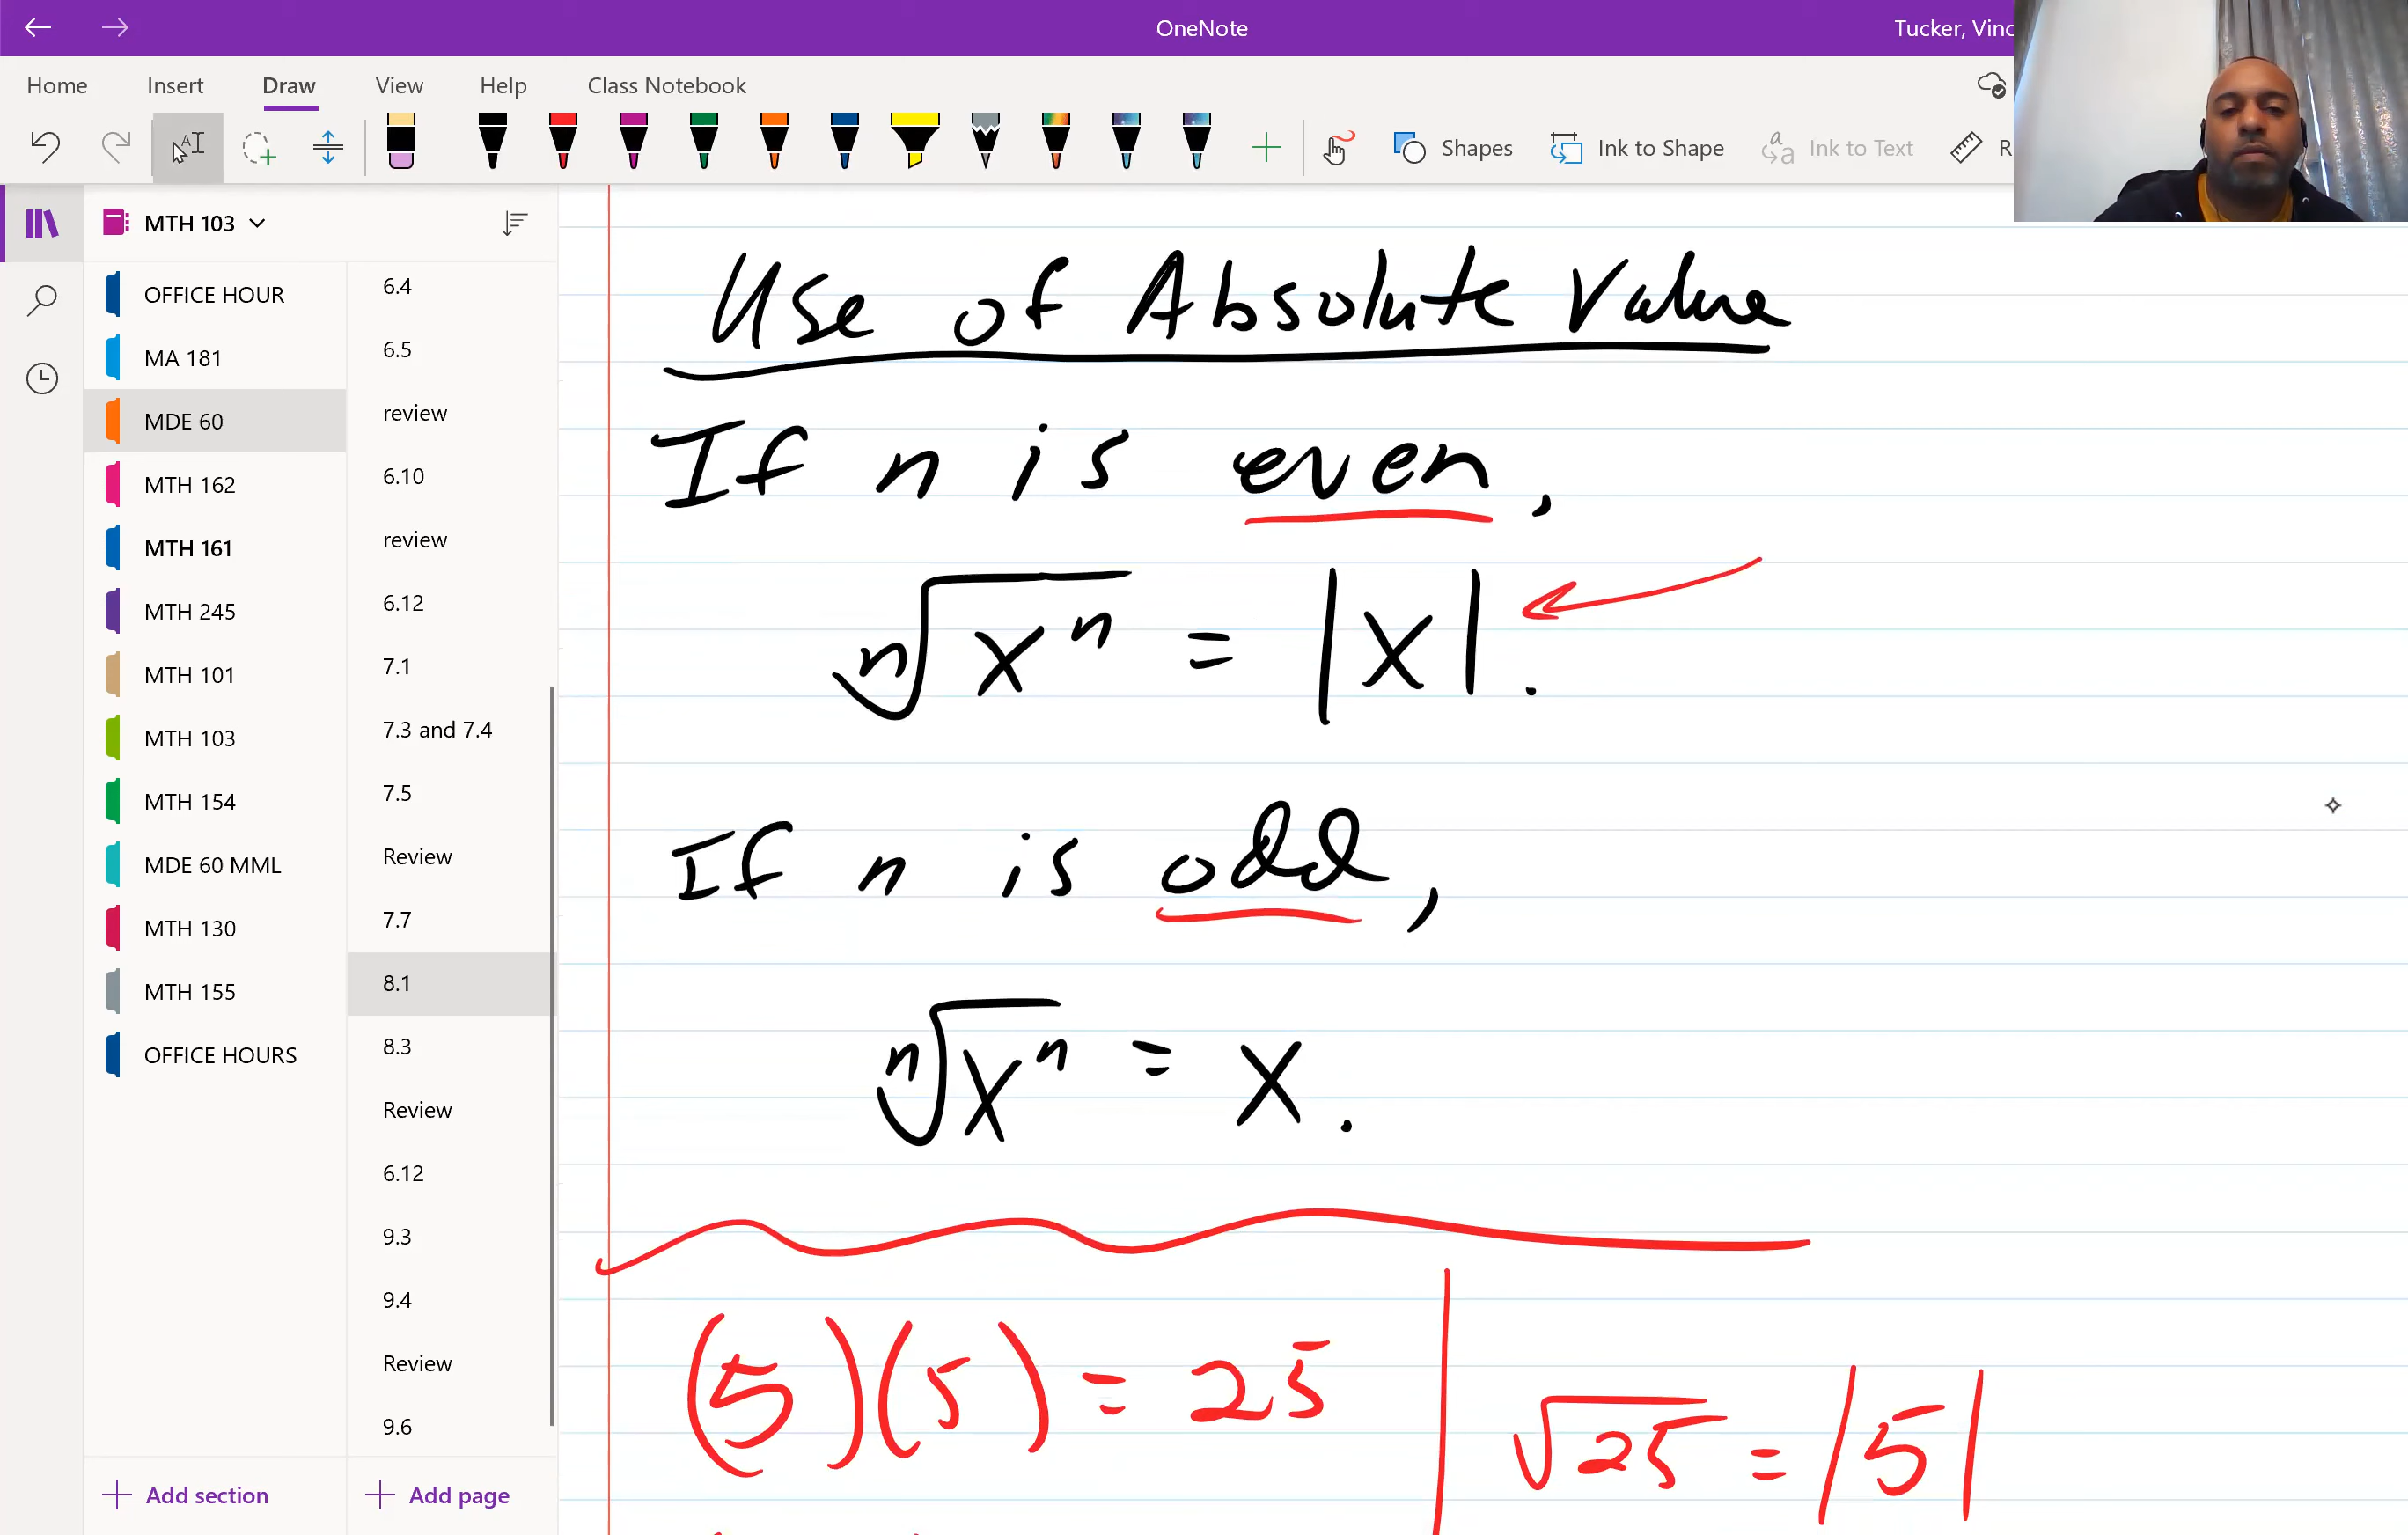 OneNote
Tucker, Vinc
Home Insert Draw View Help Class Notebook
Shapes Ink to Shape Ink to Text R
MTH 103
OFFICE HOUR
MA 181
MDE 60
MTH 162
MTH 161
MTH 245
MTH 101
MTH 103
MTH 154
MDE 60 MML
MTH 130
MTH 155
OFFICE HOURS
Add section
6.4
6.5
review
6.10
review
6.12
7.1
7.3 and 7.4
7.5
Review
7.7
8.1
8.3
Review
6.12
9.3
9.4
Review
9.6
Add page
Use of Absolute Value
If n is even,
ⁿ√xⁿ = |x|.
If n is odd,
ⁿ√xⁿ = x.
(5)(5) = 25
√25 = |5|